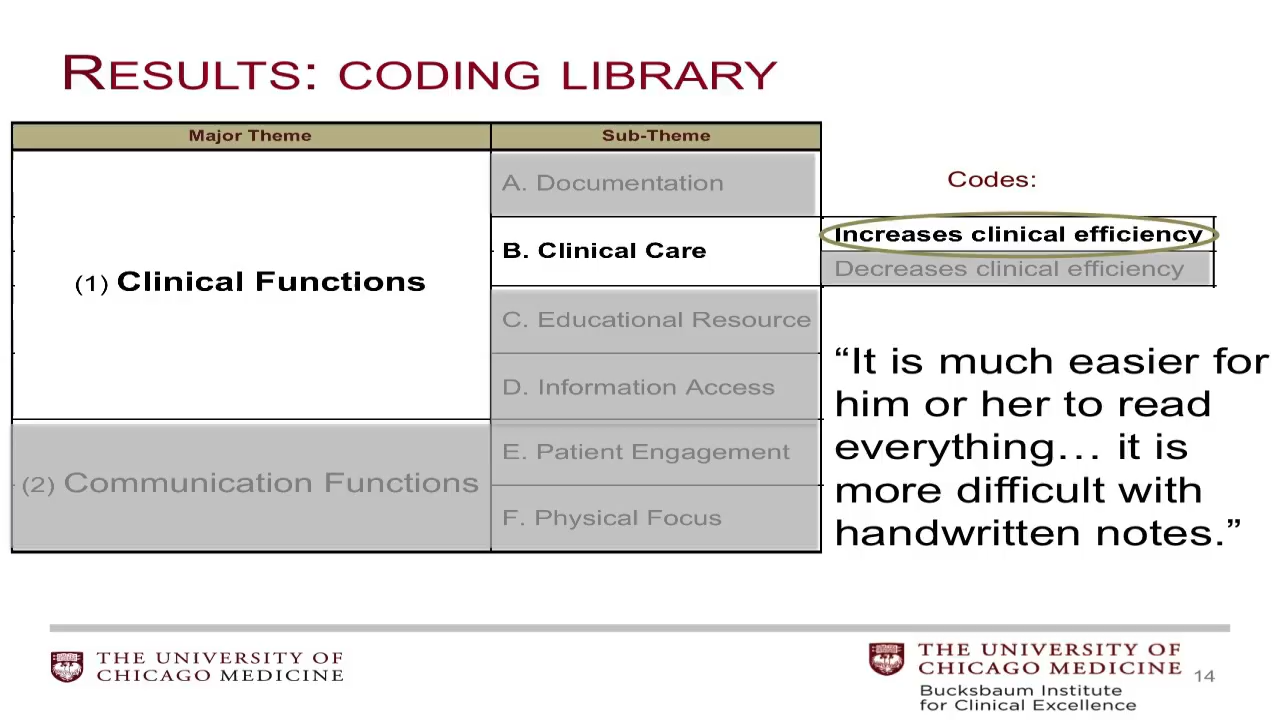 RESULTS: CODING LIBRARY
Major Theme
Sub-Theme
(1) Clinical Functions
A. Documentation
B. Clinical Care
C. Educational Resource
D. Information Access
(2) Communication Functions
E. Patient Engagement
F. Physical Focus
Codes:
Increases clinical efficiency
Decreases clinical efficiency
“It is much easier for
him or her to read
everything… it is
more difficult with
handwritten notes.”
THE UNIVERSITY OF
CHICAGO MEDICINE
THE UNIVERSITY OF
CHICAGO MEDICINE
Bucksbaum Institute
for Clinical Excellence
14